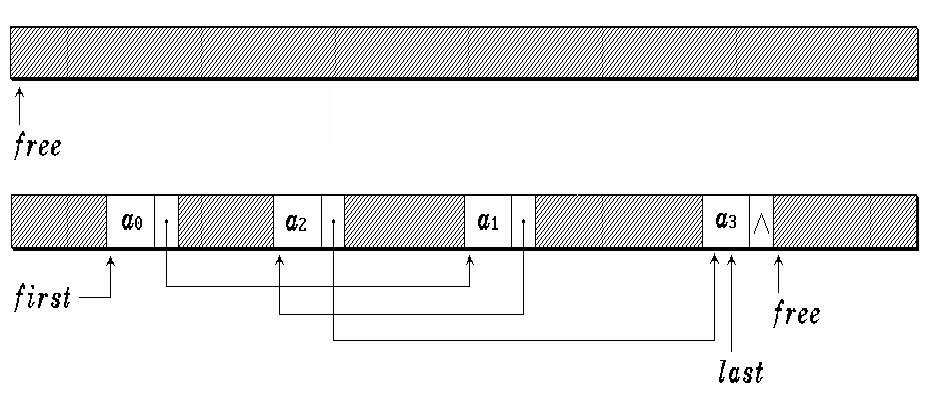 free
a0 a2 a1 a3 ∧
first
free
last